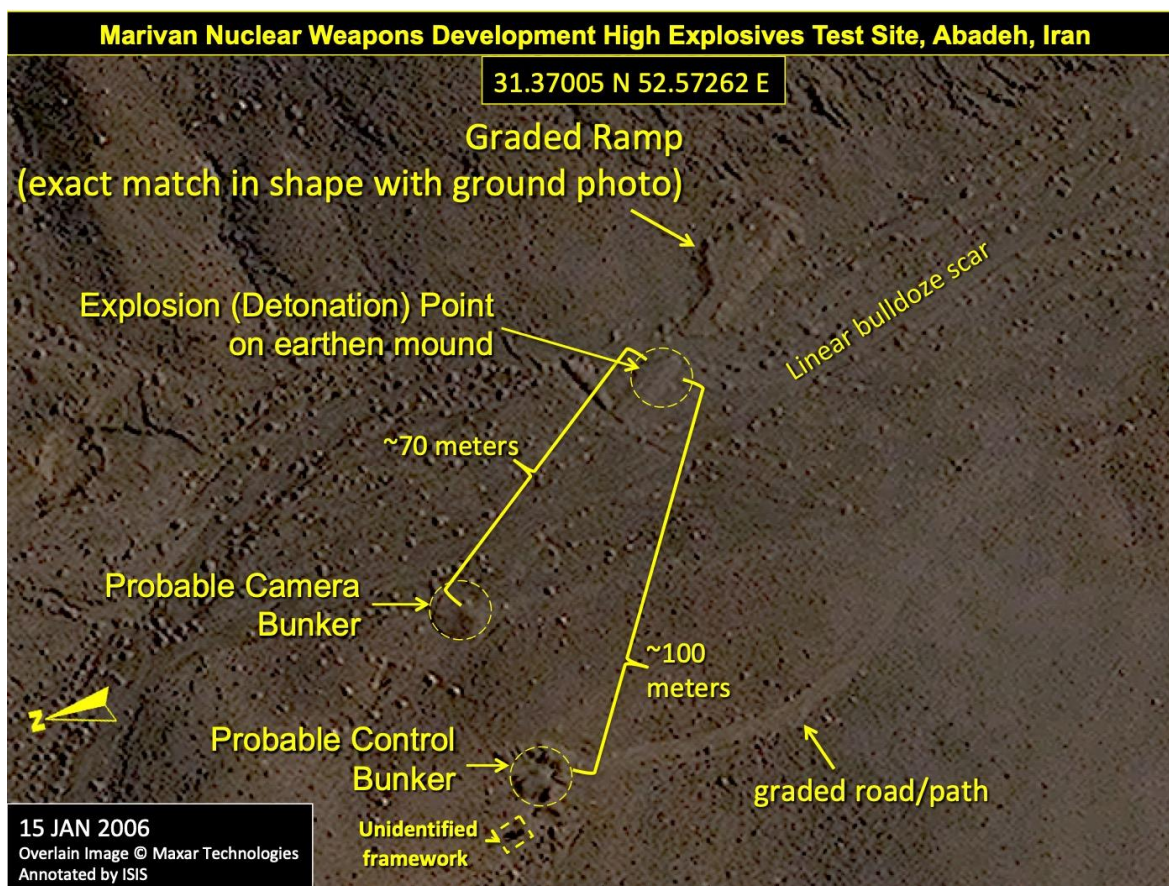 Marivan Nuclear Weapons Development High Explosives Test Site, Abadeh, Iran
31.37005 N 52.57262 E
Graded Ramp
(exact match in shape with ground photo)
Linear bulldoze scar
Explosion (Detonation) Point
on earthen mound
~70 meters
Probable Camera
Bunker
~100
meters
N
Probable Control
Bunker
graded road/path
Unidentified
framework
15 JAN 2006
Overlain Image © Maxar Technologies
Annotated by ISIS